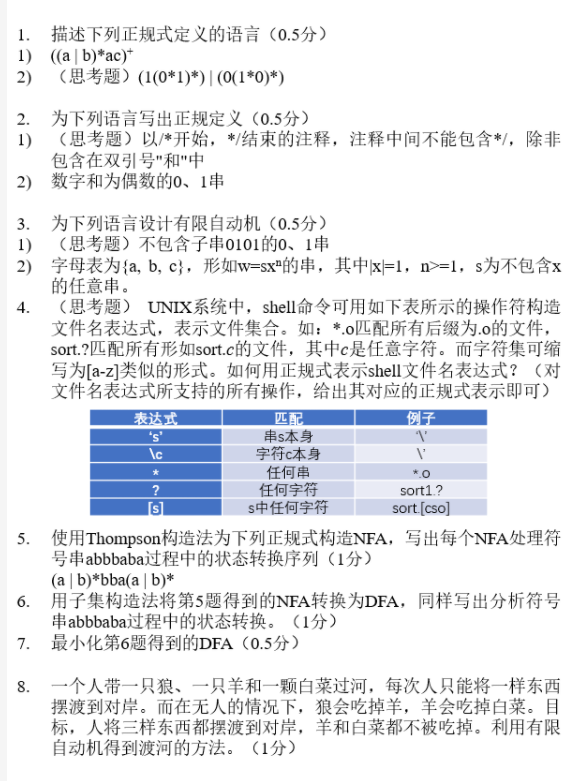 1. 描述下列正规式定义的语言（0.5分）
1) ((a | b)*ac)⁺
2) （思考题）(1(0*1)*) | (0(1*0)*)
2. 为下列语言写出正规定义（0.5分）
1) （思考题）以/*开始，*/结束的注释，注释中间不能包含*/，除非
包含在双引号"和"中
2) 数字和为偶数的0、1串
3. 为下列语言设计有限自动机（0.5分）
1) （思考题）不包含子串0101的0、1串
2) 字母表为{a, b, c}，形如w=sxⁿ的串，其中|x|=1，n>=1，s为不包含x
的任意串。
4. （思考题） UNIX系统中，shell命令可用如下表所示的操作符构造
文件名表达式，表示文件集合。如：*.o匹配所有后缀为.o的文件，
sort.?匹配所有形如sort.c的文件，其中c是任意字符。而字符集可缩
写为[a-z]类似的形式。如何用正规式表示shell文件名表达式？（对
文件名表达式所支持的所有操作，给出其对应的正规式表示即可）
表达式 匹配 例子
‘s’ 串s本身 ‘\’
\c 字符c本身 \’
* 任何串 *.o
? 任何字符 sort1.?
[s] s中任何字符 sort.[cso]
5. 使用Thompson构造法为下列正规式构造NFA，写出每个NFA处理符
号串abbbaba过程中的状态转换序列（1分）
(a | b)*bba(a | b)*
6. 用子集构造法将第5题得到的NFA转换为DFA，同样写出分析符号
串abbbaba过程中的状态转换。（1分）
7. 最小化第6题得到的DFA（0.5分）
8. 一个人带一只狼、一只羊和一颗白菜过河，每次人只能将一样东西
摆渡到对岸。而在无人的情况下，狼会吃掉羊，羊会吃掉白菜。目
标，人将三样东西都摆渡到对岸，羊和白菜都不被吃掉。利用有限
自动机得到渡河的方法。（1分）